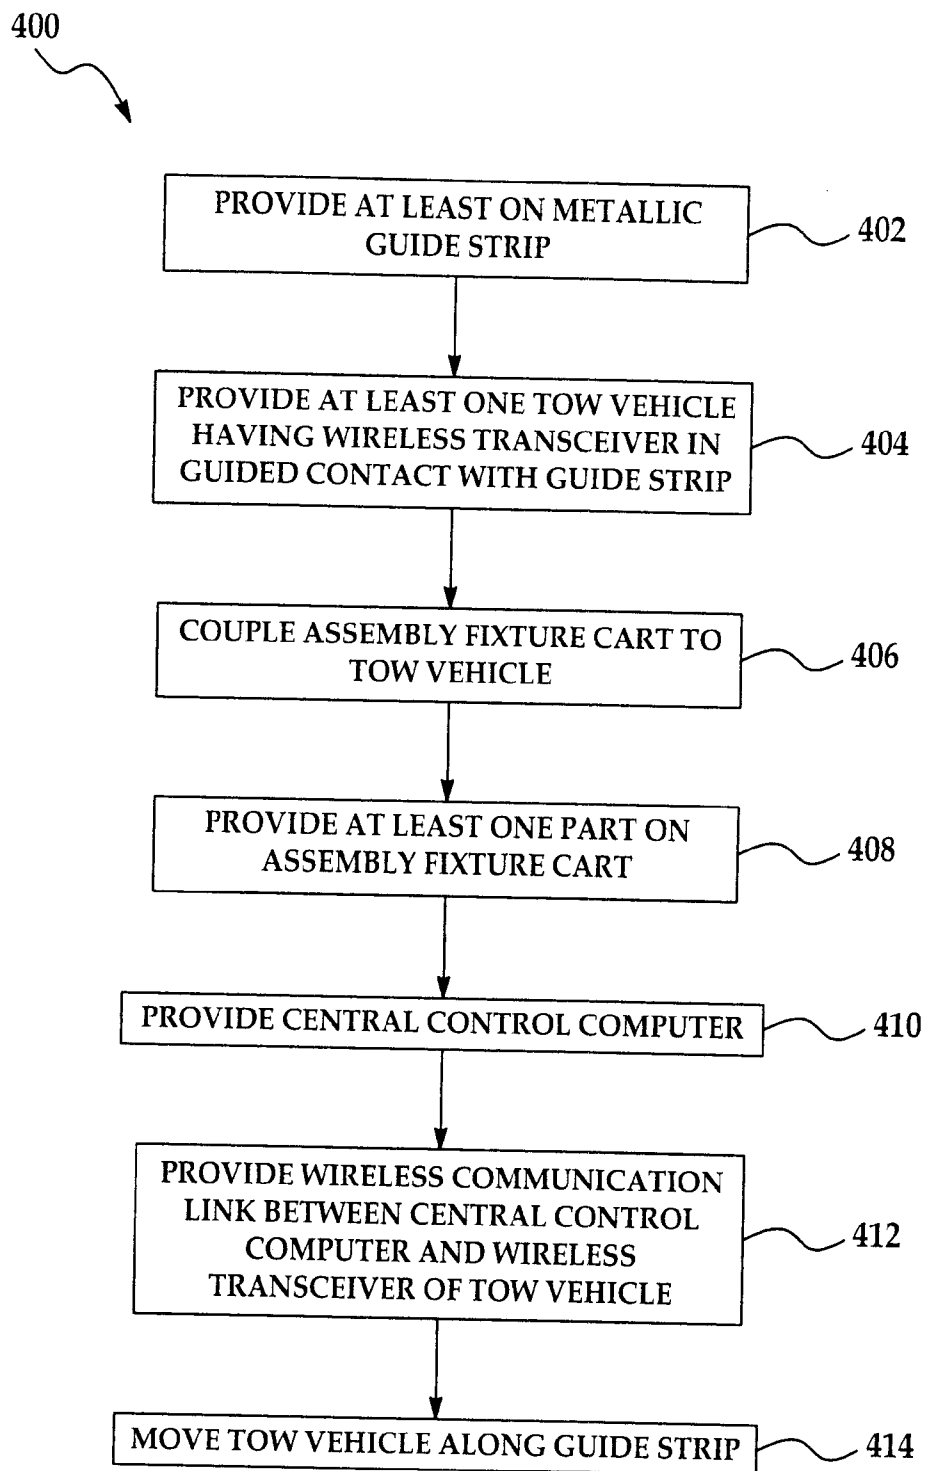 400
PROVIDE AT LEAST ON METALLIC
GUIDE STRIP
402
PROVIDE AT LEAST ONE TOW VEHICLE
HAVING WIRELESS TRANSCEIVER IN
GUIDED CONTACT WITH GUIDE STRIP
404
COUPLE ASSEMBLY FIXTURE CART TO
TOW VEHICLE
406
PROVIDE AT LEAST ONE PART ON
ASSEMBLY FIXTURE CART
408
PROVIDE CENTRAL CONTROL COMPUTER
410
PROVIDE WIRELESS COMMUNICATION
LINK BETWEEN CENTRAL CONTROL
COMPUTER AND WIRELESS
TRANSCEIVER OF TOW VEHICLE
412
MOVE TOW VEHICLE ALONG GUIDE STRIP
414